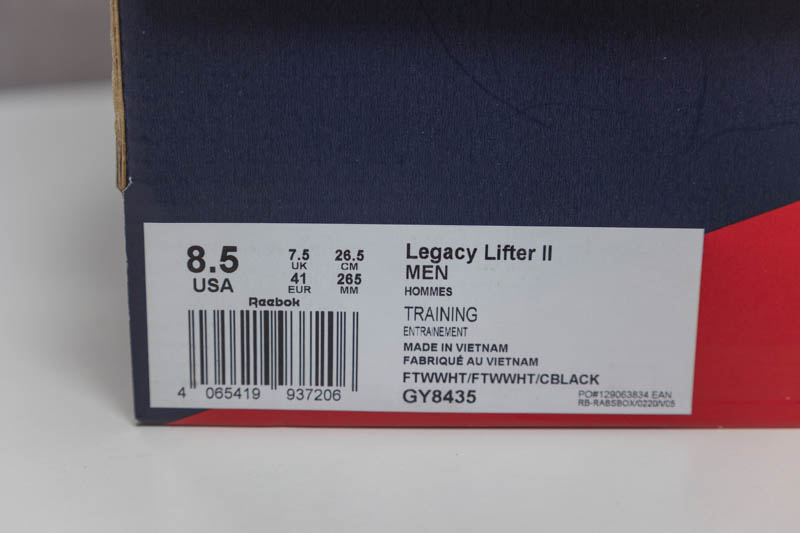 8.5
USA
7.5 26.5
UK CM
41 265
EUR MM
Reebok
4 065419 937206
Legacy Lifter II
MEN
HOMMES
TRAINING
ENTRAINEMENT
MADE IN VIETNAM
FABRIQUÉ AU VIETNAM
FTWWHT/FTWWHT/CBLACK
GY8435
PO#129063834 EAN
RB-RABSBOX/0220/V05